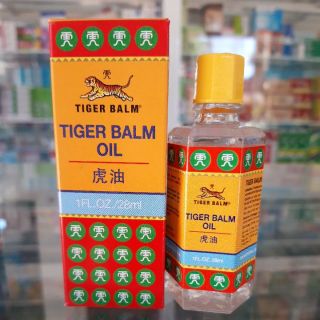 TIGER BALM®
TIGER BALM
OIL
虎油
1FL.OZ./28ml
TIGER BALM
TIGER BALM
OIL
虎油
1FL.OZ. 28ml